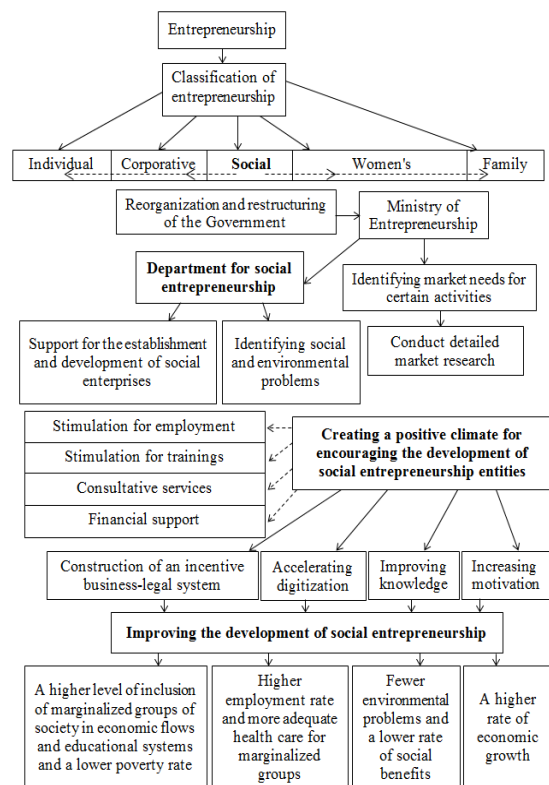 Entrepreneurship
Classification of
entrepreneurship
Individual
Corporative
Social
Women's
Family
Reorganization and restructuring
of the Government
Ministry of
Entrepreneurship
Department for social
entrepreneurship
Identifying market needs for
certain activities
Support for the establishment
and development of social
enterprises
Identifying social
and environmental
problems
Conduct detailed
market research
Stimulation for employment
Stimulation for trainings
Consultative services
Financial support
Creating a positive climate for
encouraging the development of
social entrepreneurship entities
Construction of an incentive
business-legal system
Accelerating
digitization
Improving
knowledge
Increasing
motivation
Improving the development of social entrepreneurship
A higher level of inclusion
of marginalized groups of
society in economic flows
and educational systems
and a lower poverty rate
Higher
employment rate
and more adequate
health care for
marginalized
groups
Fewer
environmental
problems and
a lower rate
of social
benefits
A higher
rate of
economic
growth